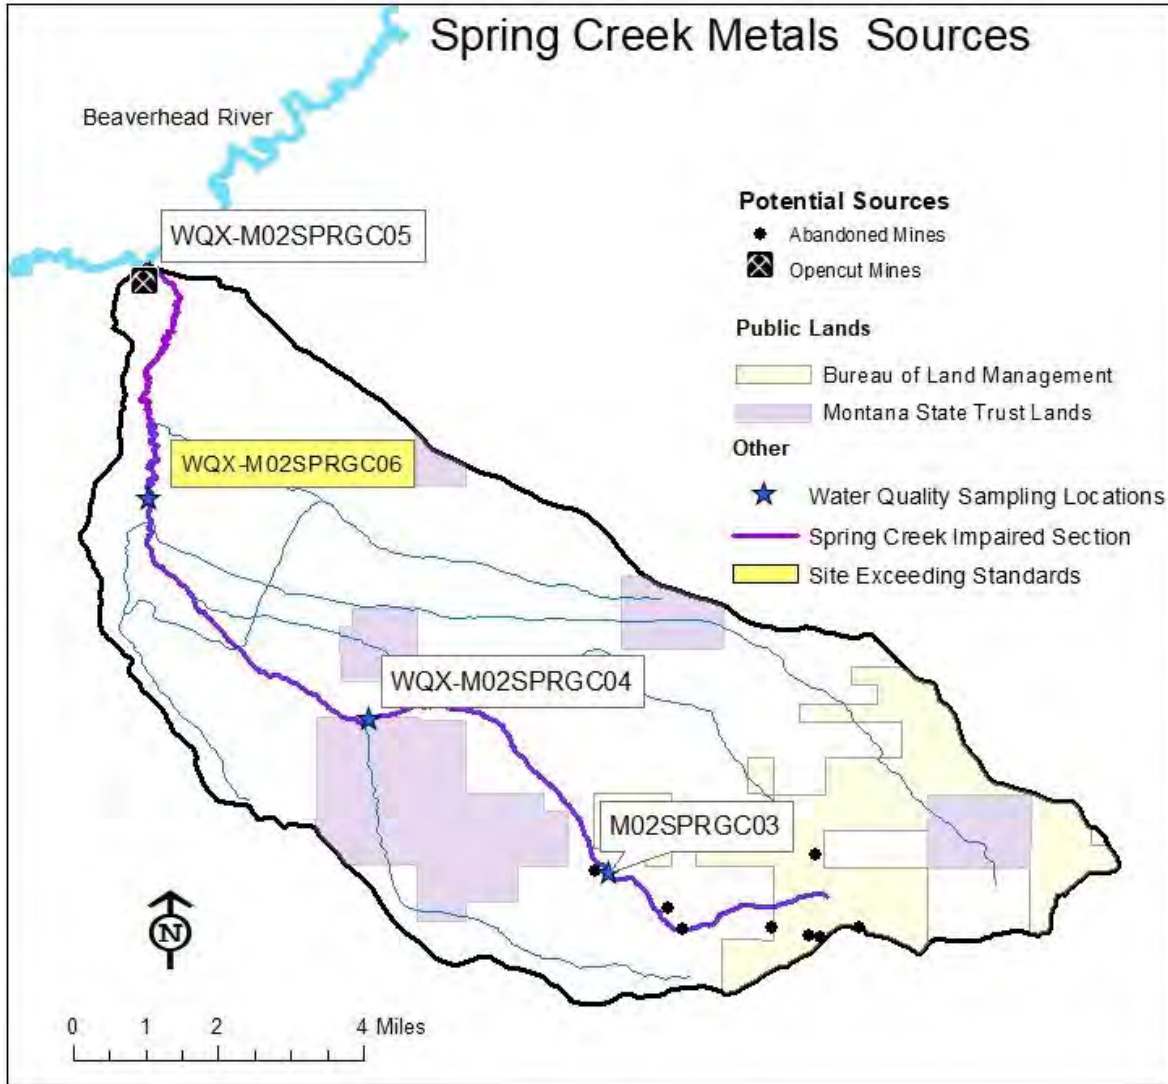 Spring Creek Metals Sources
Beaverhead River
WQX-M02SPRGC05
Potential Sources
Abandoned Mines
Opencut Mines
Public Lands
Bureau of Land Management
Montana State Trust Lands
Other
WQX-M02SPRGC06
Water Quality Sampling Locations
Spring Creek Impaired Section
Site Exceeding Standards
WQX-M02SPRGC04
M02SPRGC03
N
0 1 2 4 Miles